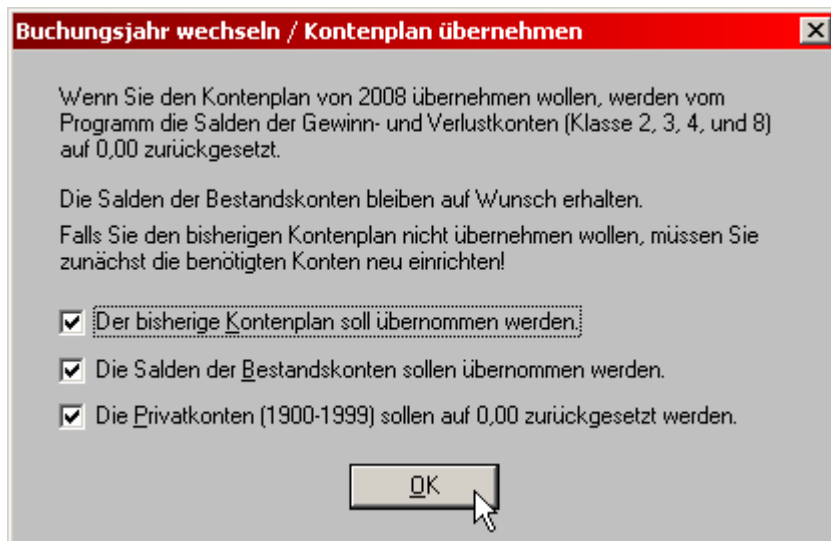 Buchungsjahr wechseln / Kontenplan übernehmen
Wenn Sie den Kontenplan von 2008 übernehmen wollen, werden vom
Programm die Salden der Gewinn- und Verlustkonten (Klasse 2, 3, 4, und 8)
auf 0,00 zurückgesetzt.
Die Salden der Bestandskonten bleiben auf Wunsch erhalten.
Falls Sie den bisherigen Kontenplan nicht übernehmen wollen, müssen Sie
zunächst die benötigten Konten neu einrichten!
Der bisherige Kontenplan soll übernommen werden.
Die Salden der Bestandskonten sollen übernommen werden.
Die Privatkonten (1900-1999) sollen auf 0,00 zurückgesetzt werden.
OK